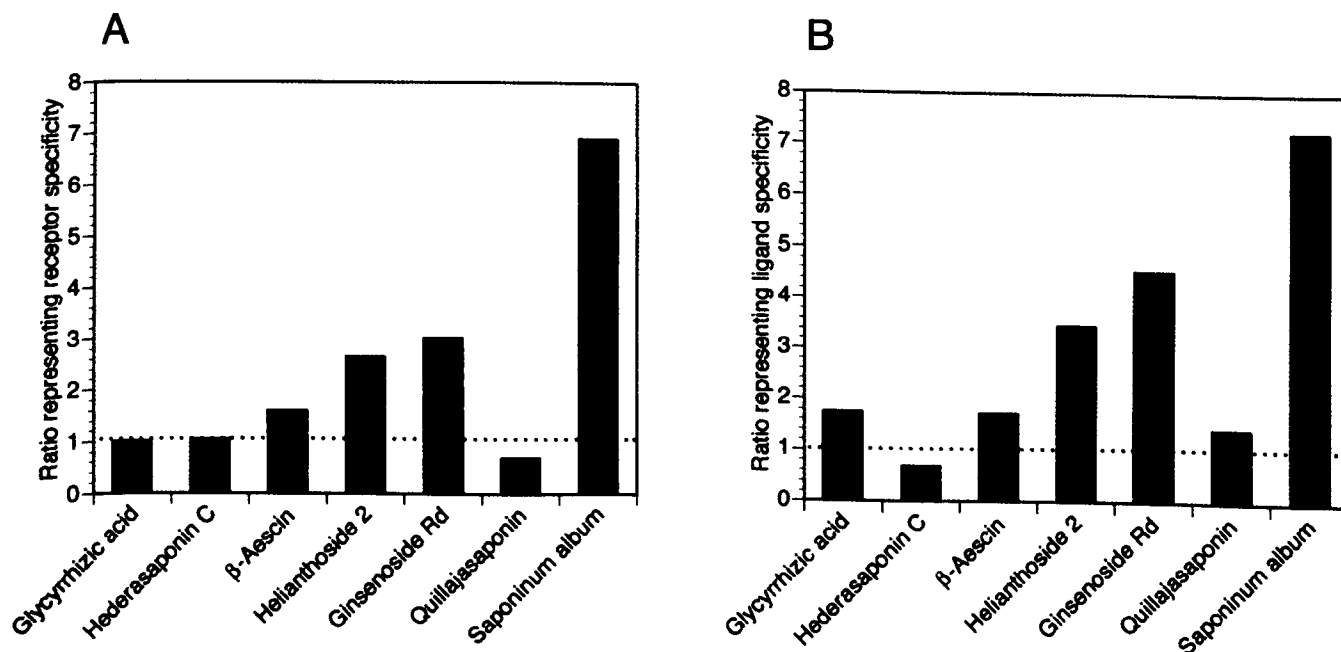 A
Ratio representing receptor specificity
8
7
6
5
4
3
2
1
0
Glycyrrhizic acid
Hederasaponin C
β-Aescin
Helianthoside 2
Ginsenoside Rd
Quillajasaponin
Saponinum album
B
Ratio representing ligand specificity
8
7
6
5
4
3
2
1
0
Glycyrrhizic acid
Hederasaponin C
β-Aescin
Helianthoside 2
Ginsenoside Rd
Quillajasaponin
Saponinum album